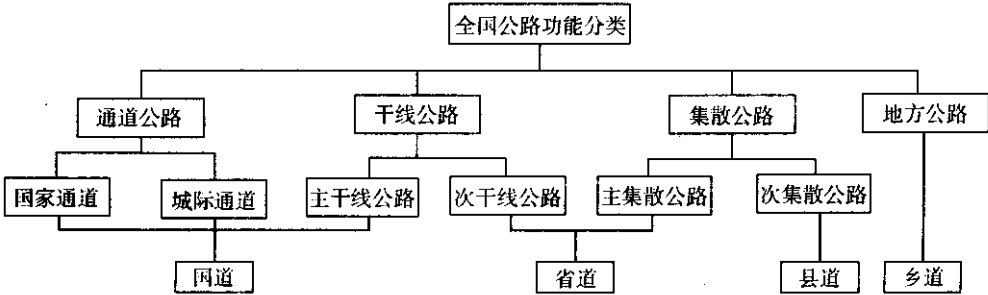 全国公路功能分类
通道公路
干线公路
集散公路
地方公路
国家通道
城际通道
主干线公路
次干线公路
主集散公路
次集散公路
国道
省道
县道
乡道